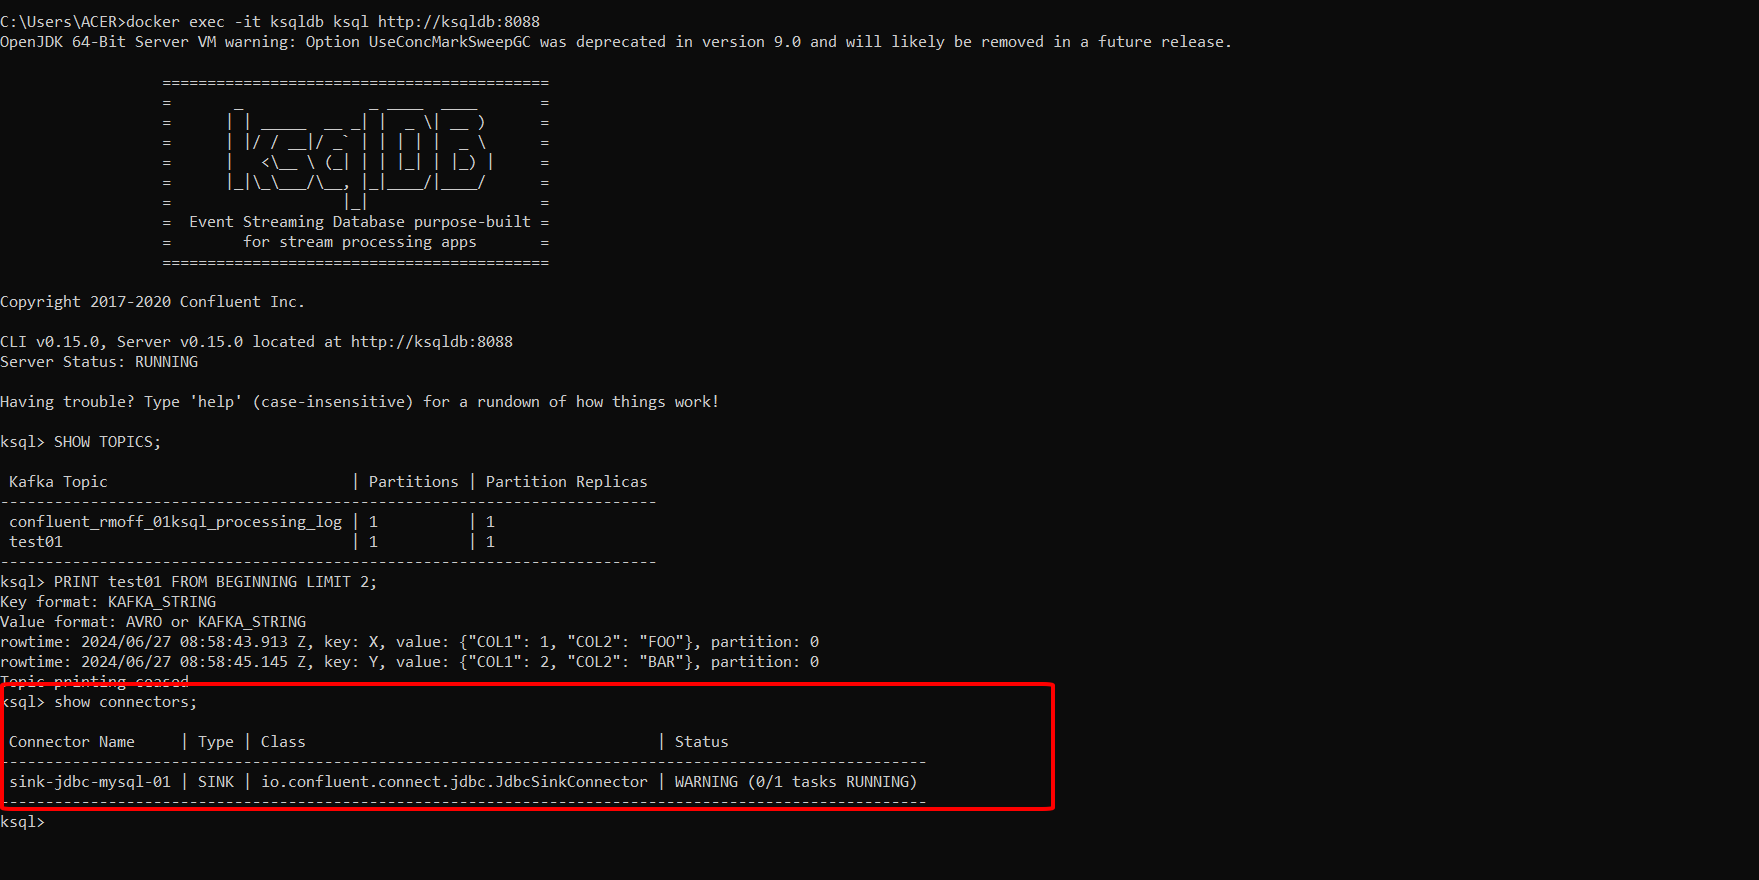 C:\Users\ACER>docker exec -it ksqldb ksql http://ksqldb:8088
OpenJDK 64-Bit Server VM warning: Option UseConcMarkSweepGC was deprecated in version 9.0 and will likely be removed in a future release.
===========================================
=       _              _ ____  ____       =
=      | | _____  __ _| |  _ \| __ )      =
=      | |/ / __|/ _` | | | | |  _ \      =
=      |   <\__ \ (_| | | |_| | |_) |     =
=      |_|\_\___/\__, |_|____/|____/      =
=                   |_|                   =
=  Event Streaming Database purpose-built =
=        for stream processing apps       =
===========================================
Copyright 2017-2020 Confluent Inc.
CLI v0.15.0, Server v0.15.0 located at http://ksqldb:8088
Server Status: RUNNING
Having trouble? Type 'help' (case-insensitive) for a rundown of how things work!
ksql> SHOW TOPICS;
Kafka Topic | Partitions | Partition Replicas
-------------------------------------------------------------------------
confluent_rmoff_01ksql_processing_log | 1 | 1
test01 | 1 | 1
-------------------------------------------------------------------------
ksql> PRINT test01 FROM BEGINNING LIMIT 2;
Key format: KAFKA_STRING
Value format: AVRO or KAFKA_STRING
rowtime: 2024/06/27 08:58:43.913 Z, key: X, value: {"COL1": 1, "COL2": "FOO"}, partition: 0
rowtime: 2024/06/27 08:58:45.145 Z, key: Y, value: {"COL1": 2, "COL2": "BAR"}, partition: 0
Topic printing ceased
ksql> show connectors;
Connector Name | Type | Class | Status
-------------------------------------------------------------------------------------------------------
sink-jdbc-mysql-01 | SINK | io.confluent.connect.jdbc.JdbcSinkConnector | WARNING (0/1 tasks RUNNING)
-------------------------------------------------------------------------------------------------------
ksql>